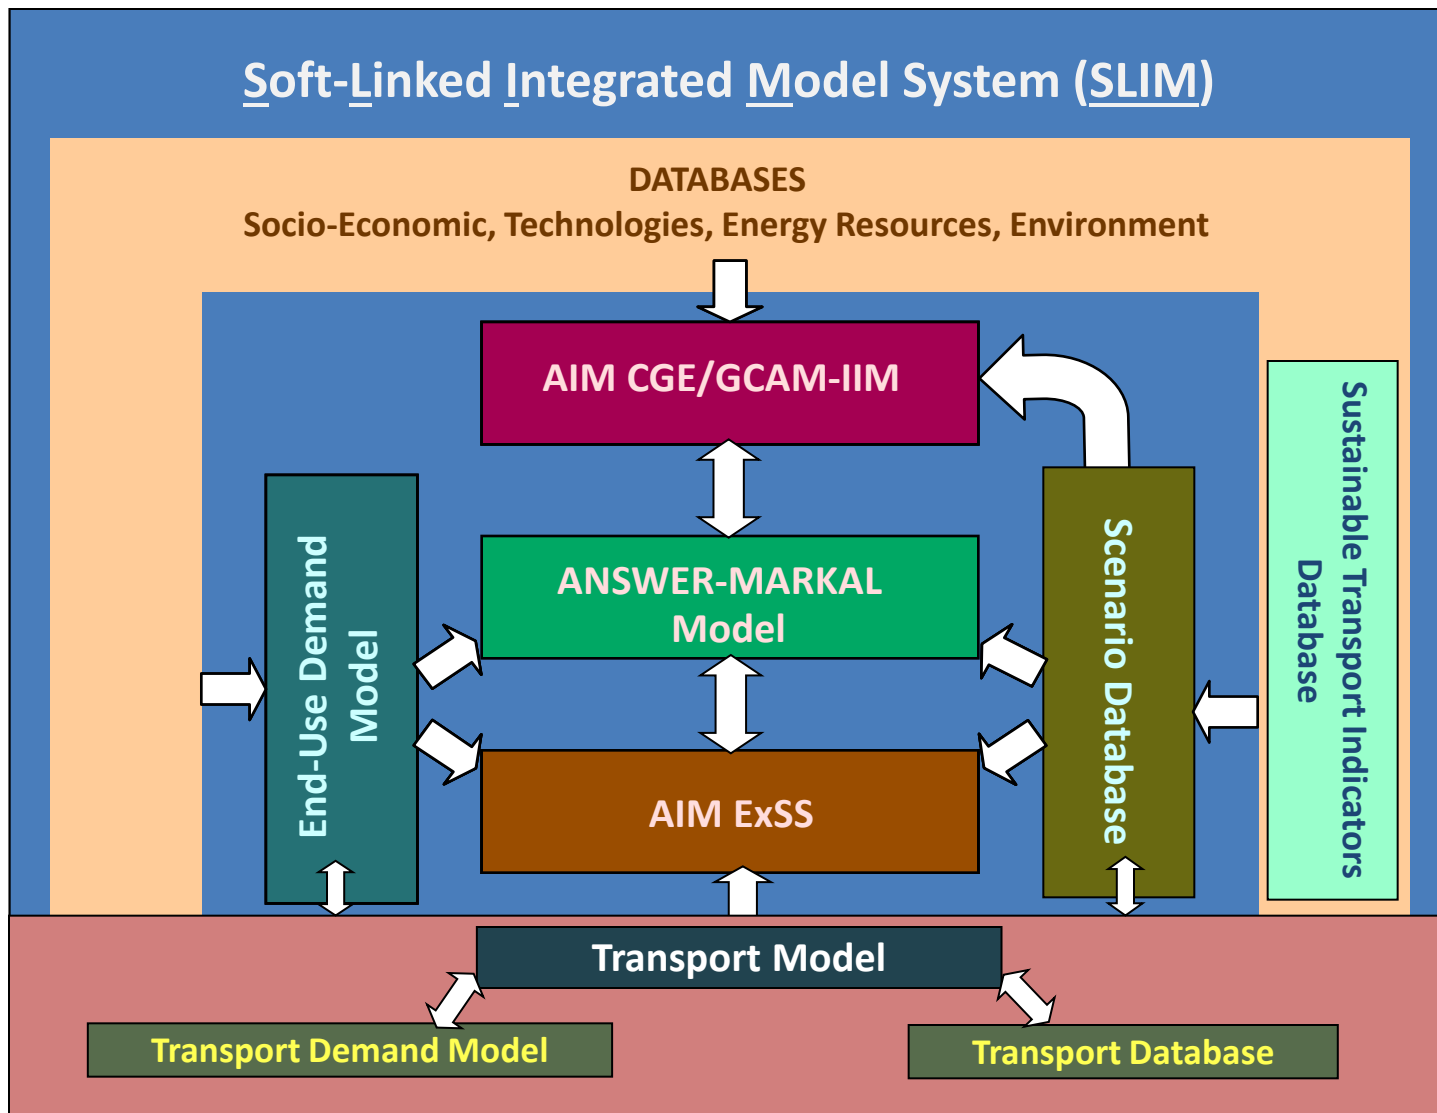 Soft-Linked Integrated Model System (SLIM)
DATABASES
Socio-Economic, Technologies, Energy Resources, Environment
AIM CGE/GCAM-IIM
End-Use Demand
Model
ANSWER-MARKAL
Model
AIM ExSS
Scenario Database
Sustainable Transport Indicators
Database
Transport Model
Transport Demand Model
Transport Database